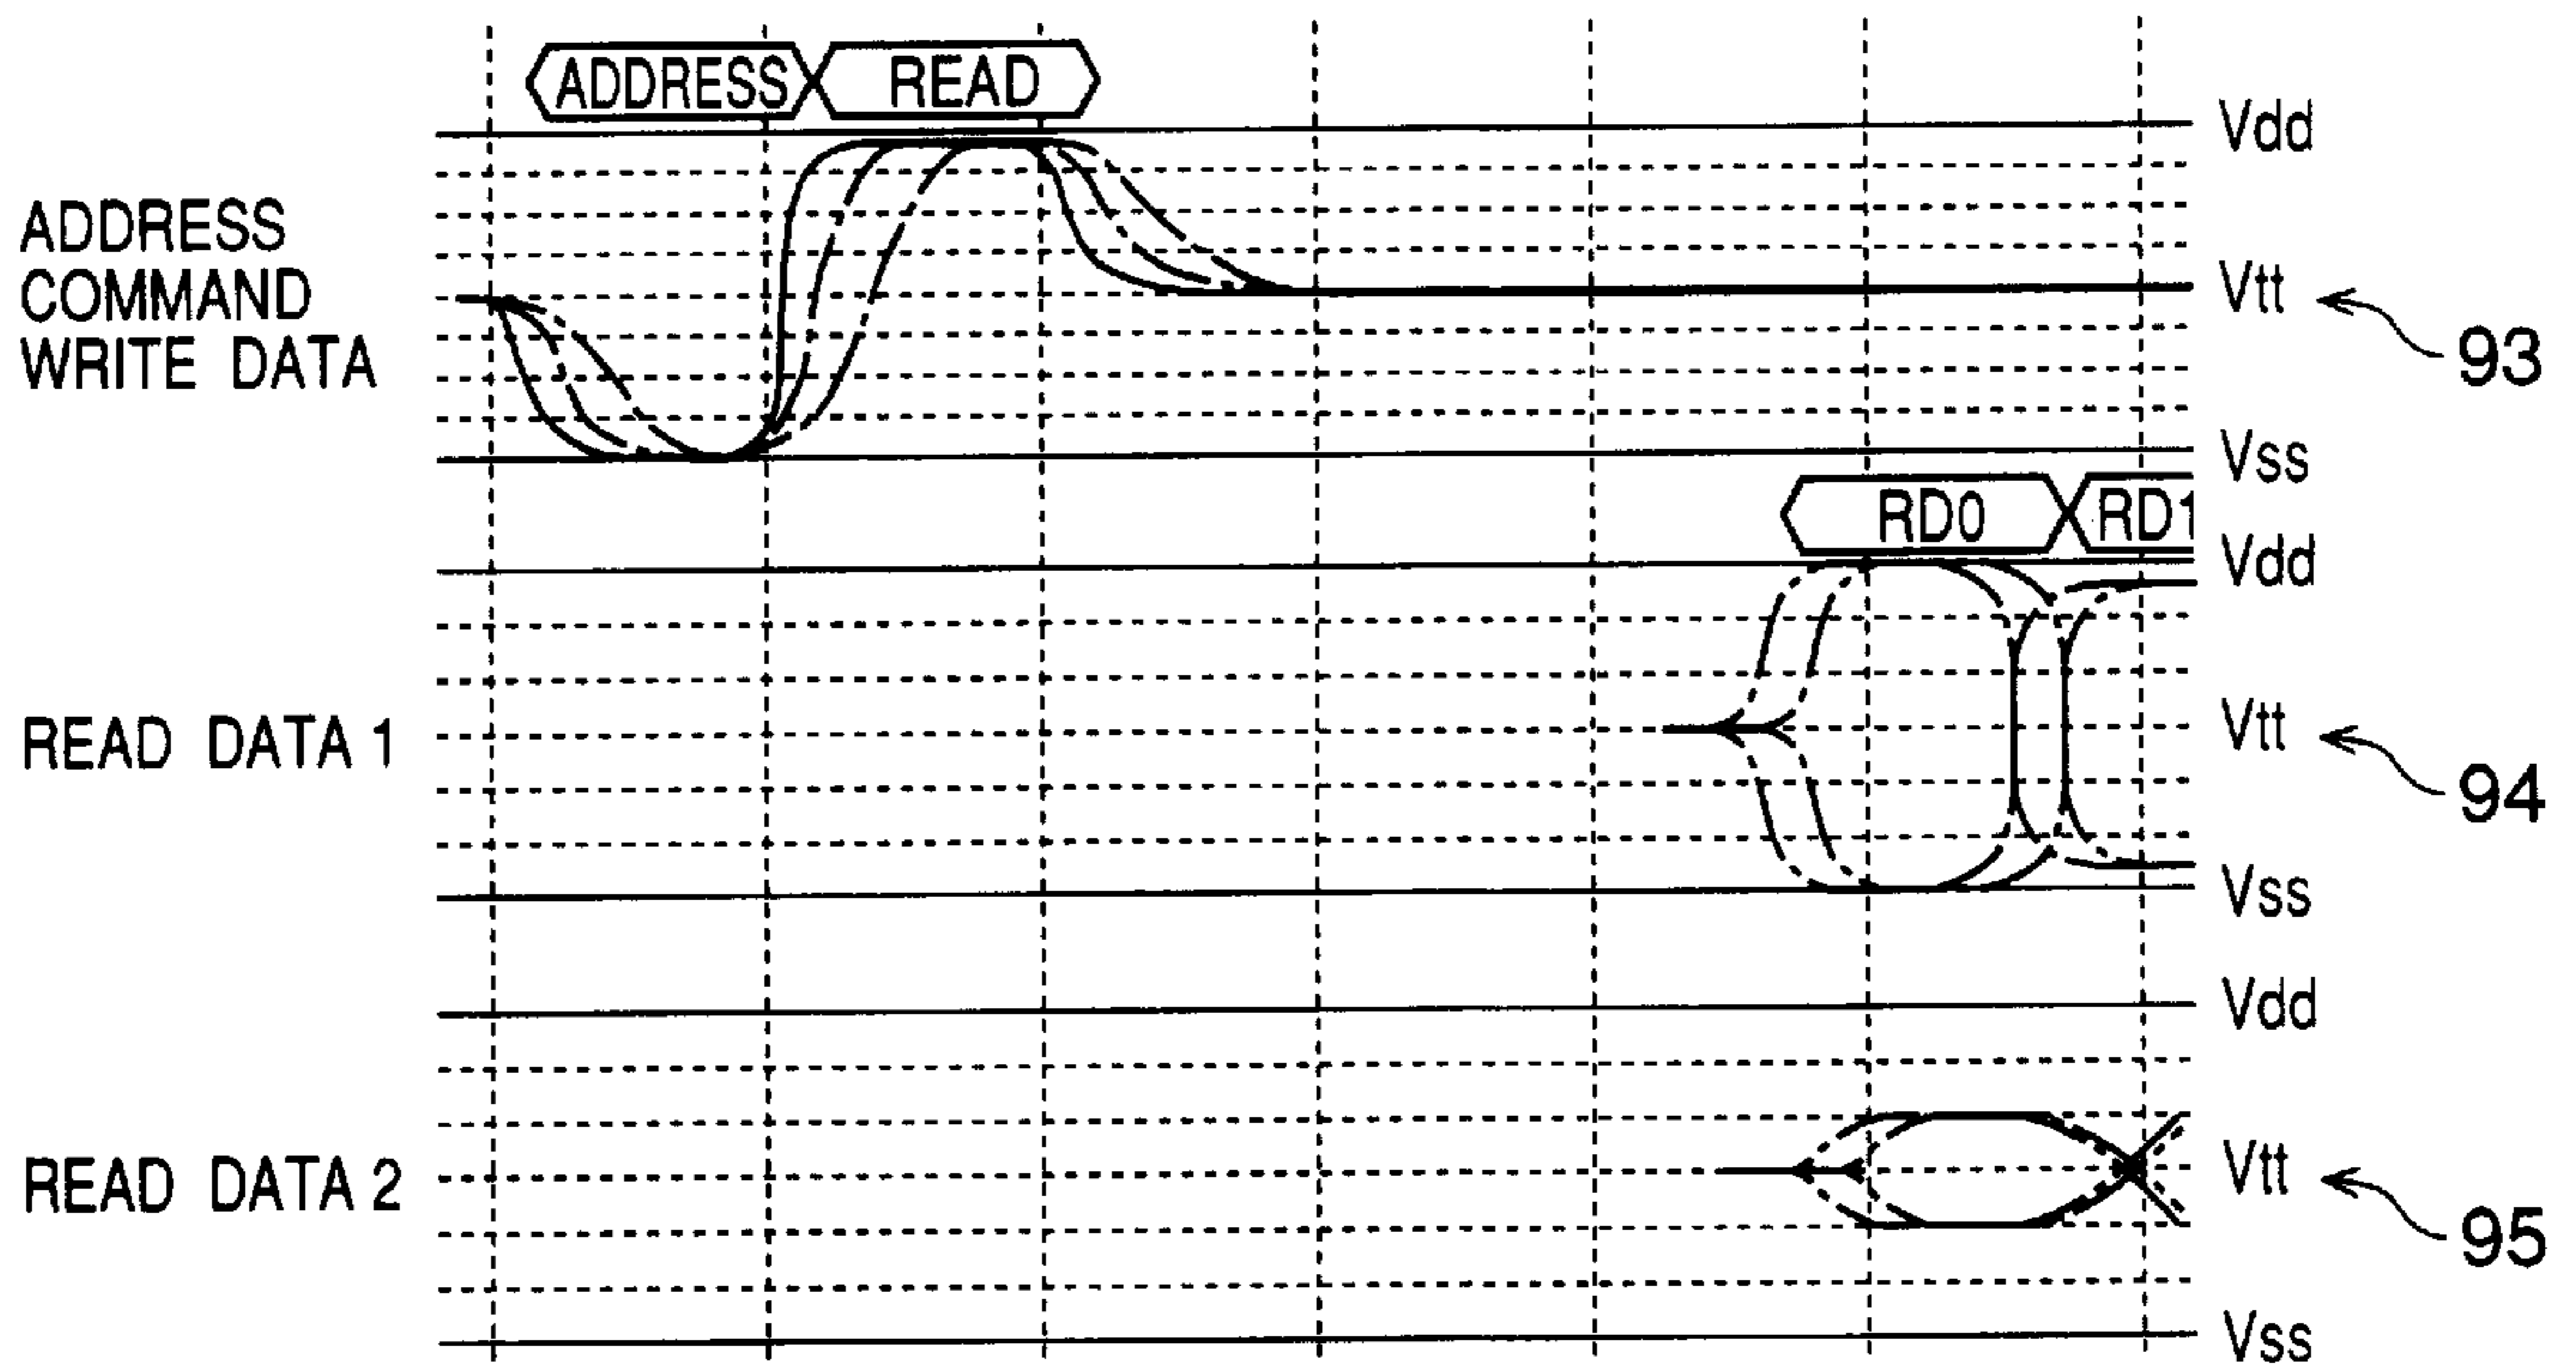 ADDRESS READ
Vdd
ADDRESS
COMMAND
WRITE DATA
Vtt
93
Vss
RD0 RD1
Vdd
READ DATA 1
Vtt
94
Vss
Vdd
READ DATA 2
Vtt
95
Vss